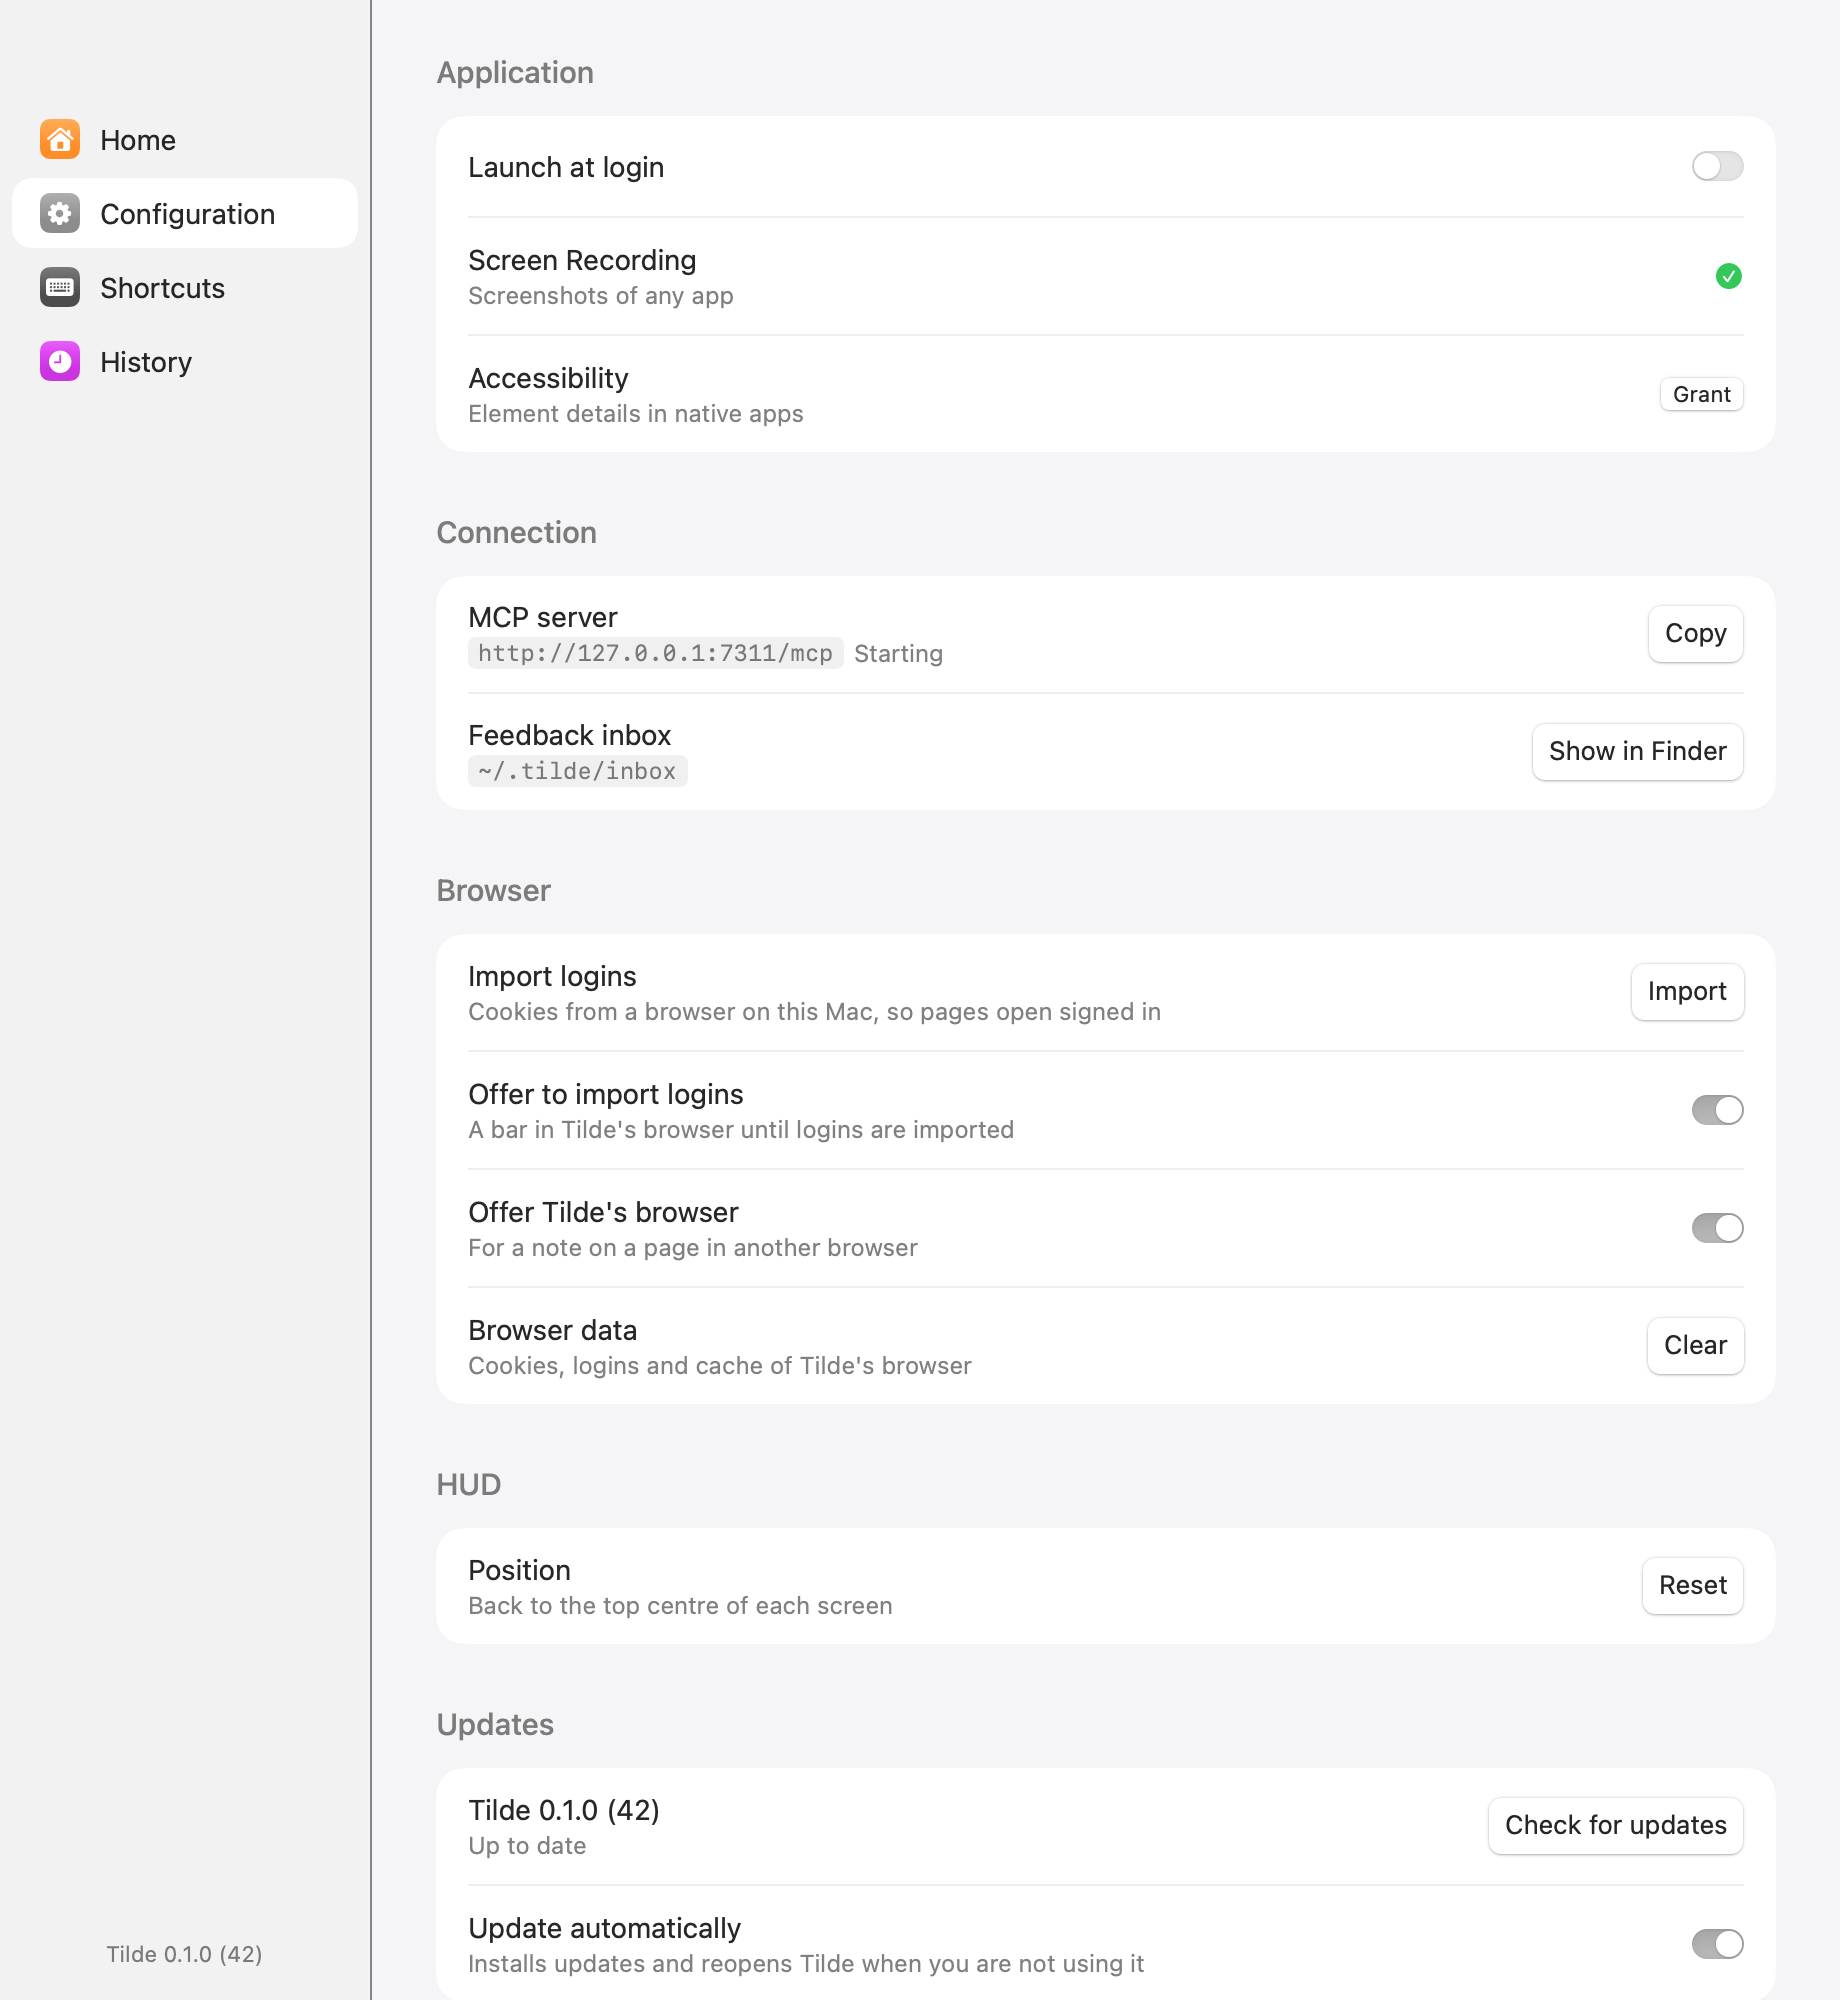 Home
Configuration
Shortcuts
History
Tilde 0.1.0 (42)
Application
Launch at login
Screen Recording
Screenshots of any app
Accessibility
Element details in native apps
Grant
Connection
MCP server
http://127.0.0.1:7311/mcp Starting
Copy
Feedback inbox
~/.tilde/inbox
Show in Finder
Browser
Import logins
Cookies from a browser on this Mac, so pages open signed in
Import
Offer to import logins
A bar in Tilde's browser until logins are imported
Offer Tilde's browser
For a note on a page in another browser
Browser data
Cookies, logins and cache of Tilde's browser
Clear
HUD
Position
Back to the top centre of each screen
Reset
Updates
Tilde 0.1.0 (42)
Up to date
Check for updates
Update automatically
Installs updates and reopens Tilde when you are not using it